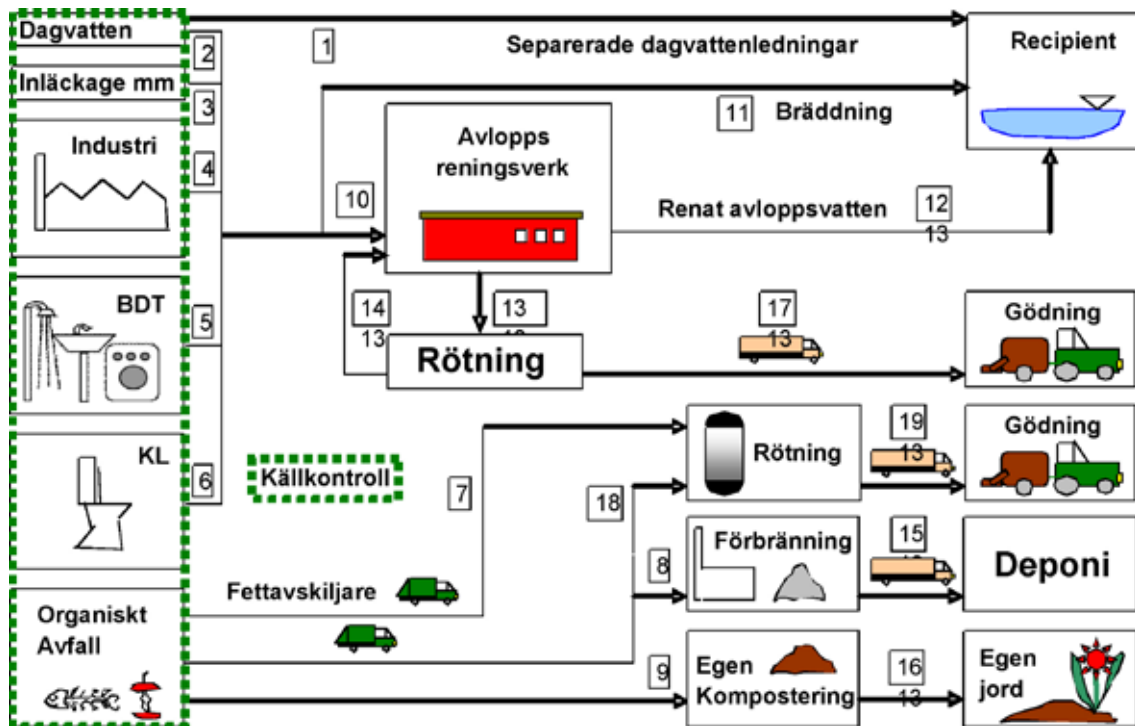 Dagvatten
2
1
Separerade dagvattenledningar
Recipient
Inläckage mm
3
11
Bräddning
Industri
4
Avlopps
reningsverk
10
Renat avloppsvatten
12
13
BDT
5
14
13
13
17
13
Gödning
Rötning
KL
6
Källkontroll
7
18
Rötning
19
13
Gödning
8
Förbränning
15
Deponi
Fettavskiljare
Organiskt
Avfall
9
Egen
Kompostering
16
13
Egen
jord